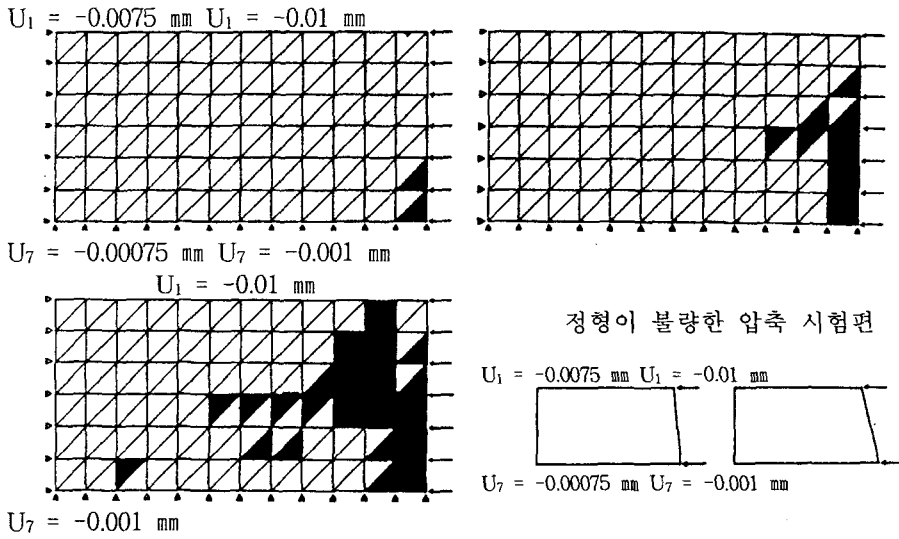 U₁ = -0.0075 mm U₁ = -0.01 mm
U₇ = -0.00075 mm U₇ = -0.001 mm
U₁ = -0.01 mm
U₇ = -0.001 mm
정형이 불량한 압축 시험편
U₁ = -0.0075 mm U₁ = -0.01 mm
U₇ = -0.00075 mm U₇ = -0.001 mm